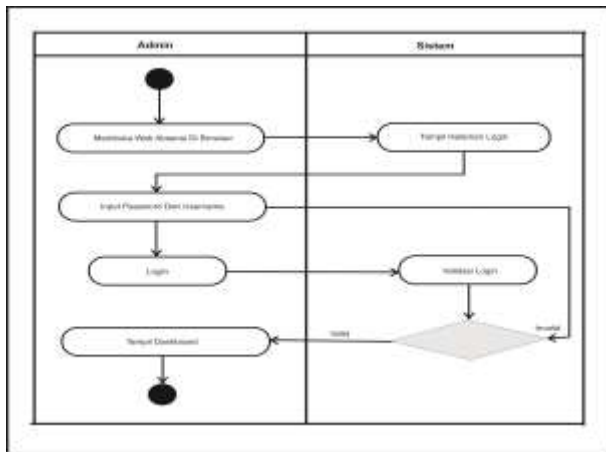 Admin
Sistem
Membuka Web Absensi Di Browser
Tampil Halaman Login
Input Password Dan Username
Login
Validasi Login
Invalid
Tampil Dashboard